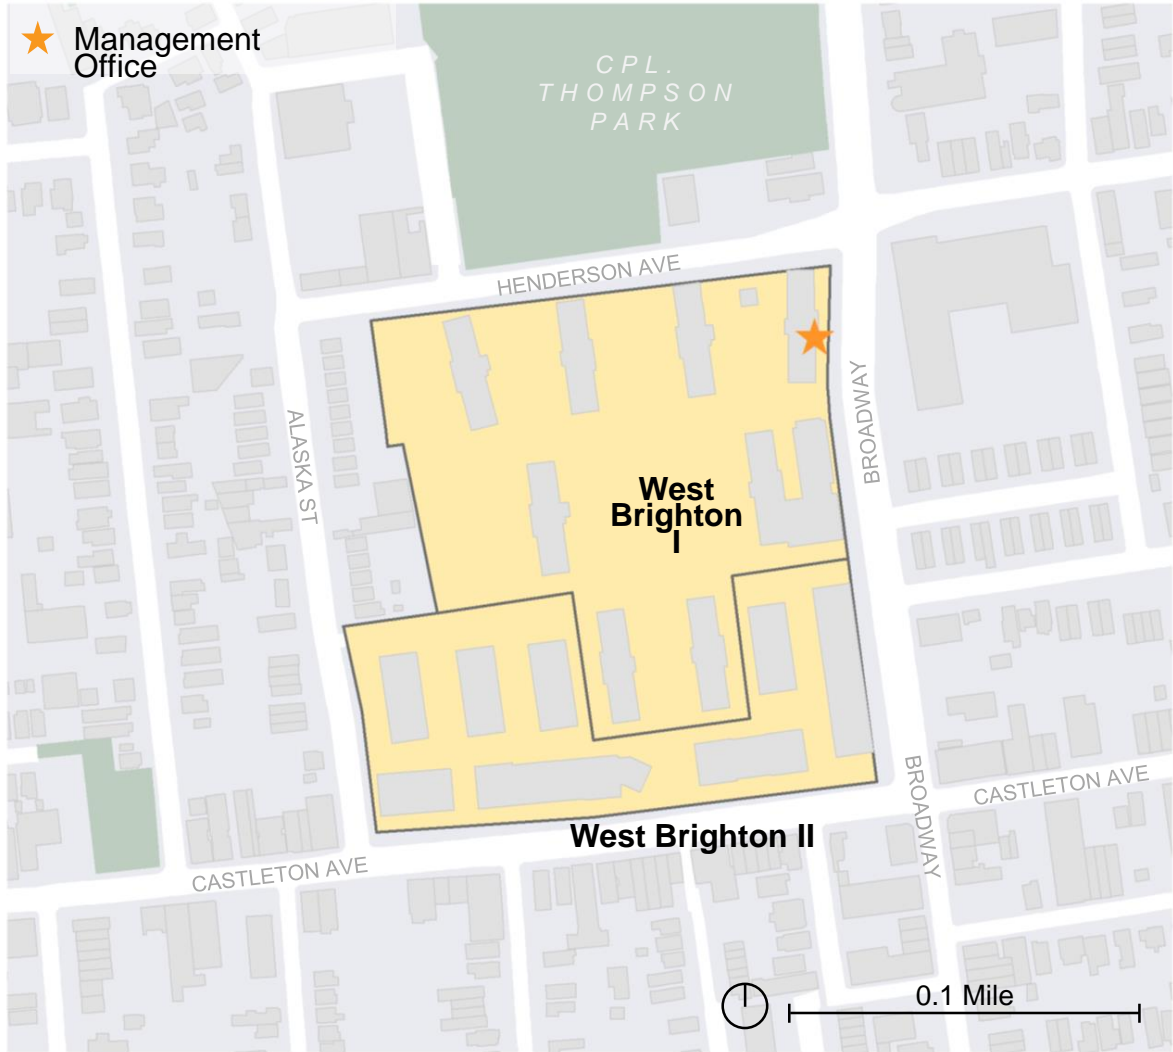 Management
Office
CPL.
THOMPSON
PARK
HENDERSON AVE
BROADWAY
ALASKA ST
West
Brighton
I
BROADWAY
CASTLETON AVE
West Brighton II
CASTLETON AVE
0.1 Mile